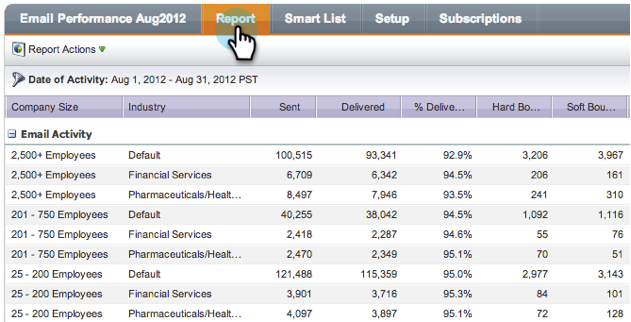 Email Performance Aug2012 Report Smart List Setup Subscriptions
Report Actions
Date of Activity: Aug 1, 2012 - Aug 31, 2012 PST
Company Size Industry Sent Delivered % Delive... Hard Bo... Soft Bou...
Email Activity
2,500+ Employees Default 100,515 93,341 92.9% 3,206 3,967
2,500+ Employees Financial Services 6,709 6,342 94.5% 206 161
2,500+ Employees Pharmaceuticals/Healt... 8,497 7,946 93.5% 241 310
201 - 750 Employees Default 40,255 38,042 94.5% 1,092 1,116
201 - 750 Employees Financial Services 2,418 2,287 94.6% 55 76
201 - 750 Employees Pharmaceuticals/Healt... 2,470 2,349 95.1% 70 51
25 - 200 Employees Default 121,488 115,359 95.0% 2,977 3,143
25 - 200 Employees Financial Services 3,901 3,716 95.3% 84 101
25 - 200 Employees Pharmaceuticals/Healt... 4,097 3,897 95.1% 72 128